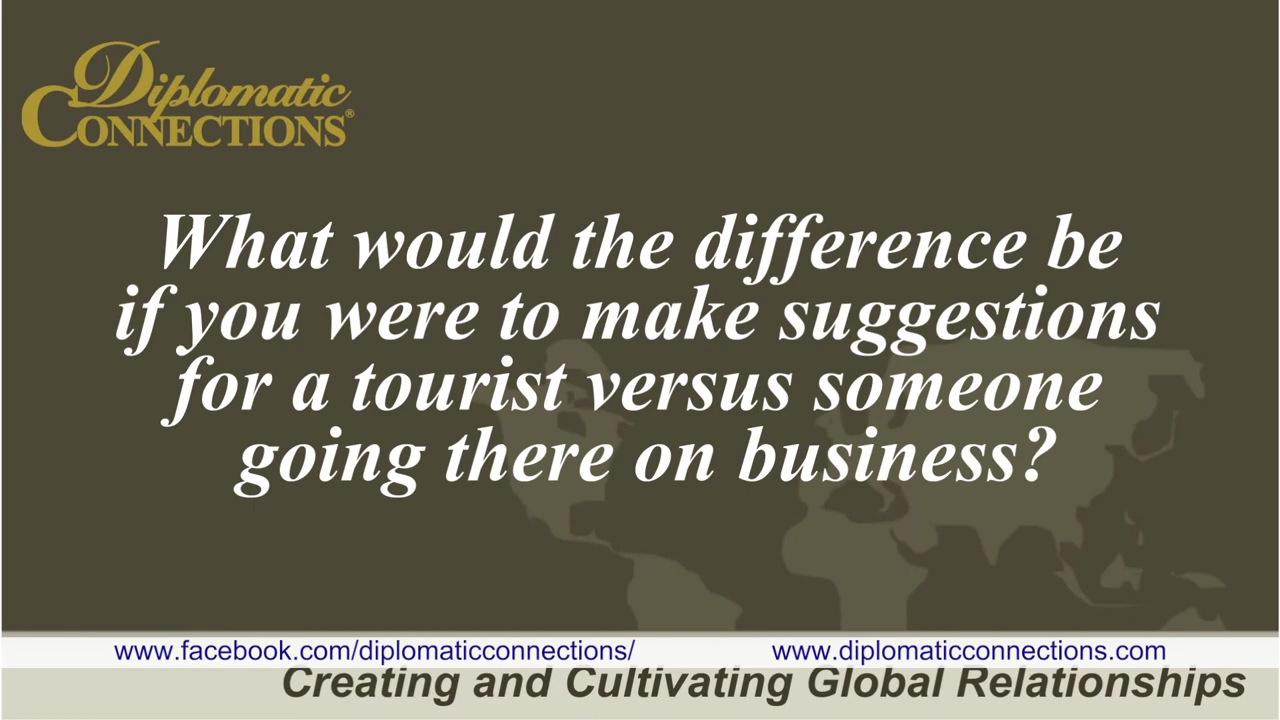 Diplomatic
CONNECTIONS®
What would the difference be
if you were to make suggestions
for a tourist versus someone
going there on business?
www.facebook.com/diplomaticconnections/ www.diplomaticconnections.com
Creating and Cultivating Global Relationships